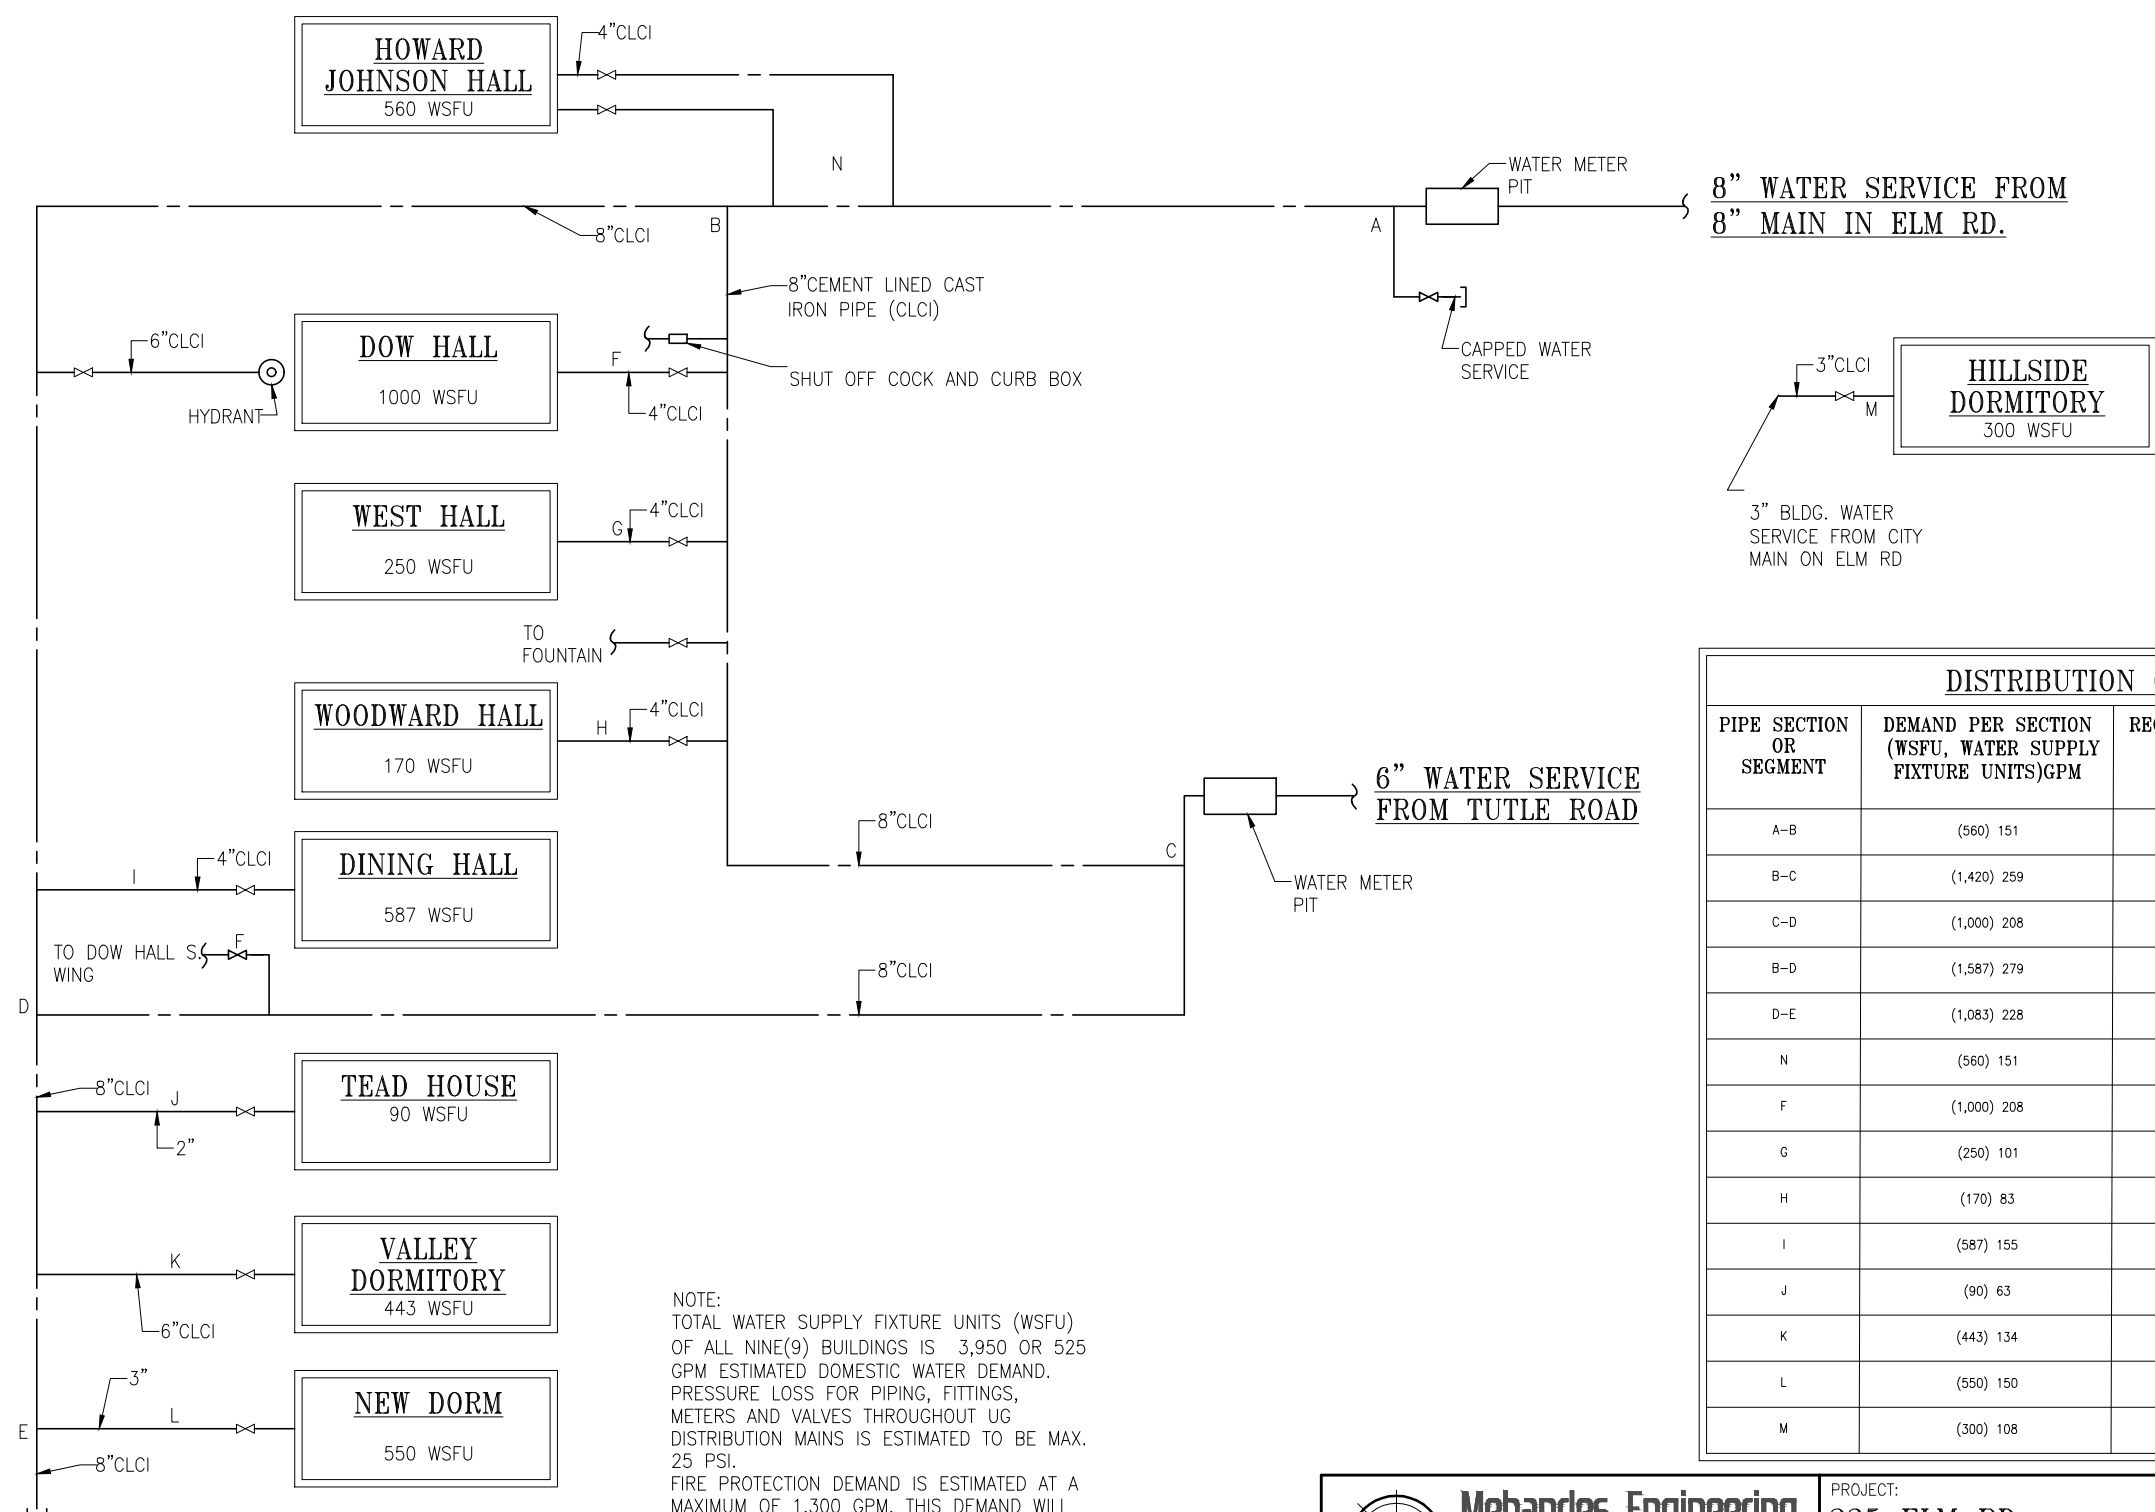 HOWARD
JOHNSON HALL
560 WSFU
4"CLCI
N
WATER METER
PIT
8" WATER SERVICE FROM
8" MAIN IN ELM RD.
8"CLCI
B
A
8"CEMENT LINED CAST
IRON PIPE (CLCI)
CAPPED WATER
SERVICE
6"CLCI
HYDRANT
DOW HALL
1000 WSFU
F
4"CLCI
SHUT OFF COCK AND CURB BOX
3"CLCI
M
HILLSIDE
DORMITORY
300 WSFU
3" BLDG. WATER
SERVICE FROM CITY
MAIN ON ELM RD
WEST HALL
250 WSFU
G
4"CLCI
TO
FOUNTAIN
WOODWARD HALL
170 WSFU
H
4"CLCI
6" WATER SERVICE
FROM TUTLE ROAD
8"CLCI
C
WATER METER
PIT
I
4"CLCI
DINING HALL
587 WSFU
TO DOW HALL S.
WING
F
D
8"CLCI
8"CLCI
J
2"
TEAD HOUSE
90 WSFU
K
6"CLCI
VALLEY
DORMITORY
443 WSFU
3"
L
E
8"CLCI
NEW DORM
550 WSFU
NOTE:
TOTAL WATER SUPPLY FIXTURE UNITS (WSFU)
OF ALL NINE(9) BUILDINGS IS 3,950 OR 525
GPM ESTIMATED DOMESTIC WATER DEMAND.
PRESSURE LOSS FOR PIPING, FITTINGS,
METERS AND VALVES THROUGHOUT UG
DISTRIBUTION MAINS IS ESTIMATED TO BE MAX.
25 PSI.
FIRE PROTECTION DEMAND IS ESTIMATED AT A
MAXIMUM OF 1,300 GPM. THIS DEMAND WILL
DISTRIBUTION
PIPE SECTION
OR
SEGMENT
DEMAND PER SECTION
(WSFU, WATER SUPPLY
FIXTURE UNITS)GPM
A-B (560) 151
B-C (1,420) 259
C-D (1,000) 208
B-D (1,587) 279
D-E (1,083) 228
N (560) 151
F (1,000) 208
G (250) 101
H (170) 83
I (587) 155
J (90) 63
K (443) 134
L (550) 150
M (300) 108
Mehandes Engineering
PROJECT: